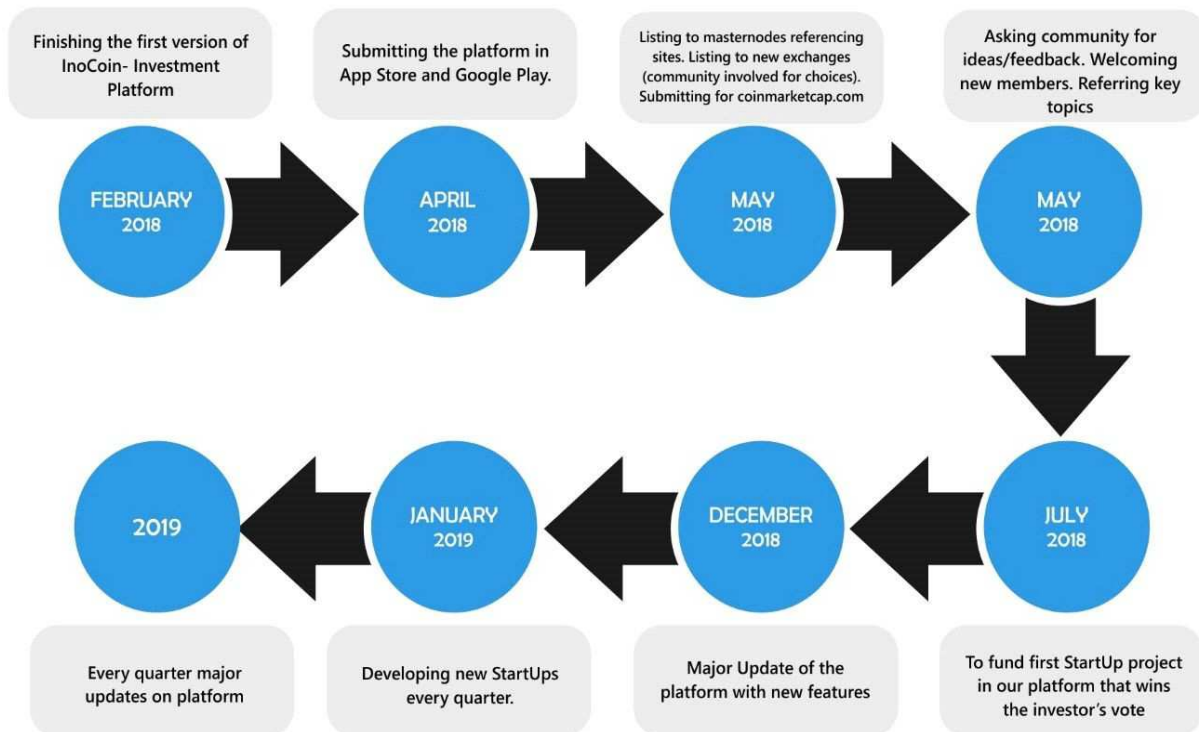 Finishing the first version of
InoCoin- Investment
Platform
Submitting the platform in
App Store and Google Play.
Listing to masternodes referencing
sites. Listing to new exchanges
(community involved for choices).
Submitting for coinmarketcap.com
Asking community for
ideas/feedback. Welcoming
new members. Referring key
topics
FEBRUARY
2018
APRIL
2018
MAY
2018
MAY
2018
JULY
2018
DECEMBER
2018
JANUARY
2019
2019
To fund first StartUp project
in our platform that wins
the investor's vote
Major Update of the
platform with new features
Developing new StartUps
every quarter.
Every quarter major
updates on platform